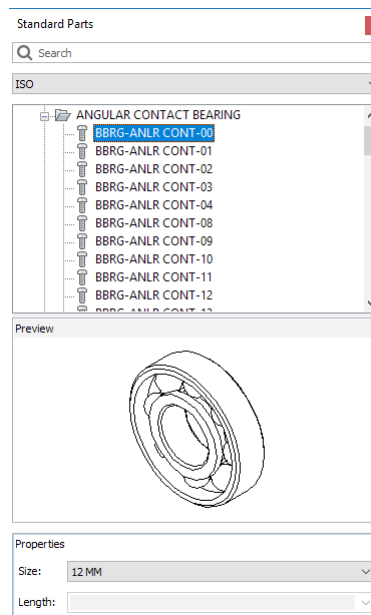 Standard Parts
Search
ISO
ANGULAR CONTACT BEARING
BBRG-ANLR CONT-00
BBRG-ANLR CONT-01
BBRG-ANLR CONT-02
BBRG-ANLR CONT-03
BBRG-ANLR CONT-04
BBRG-ANLR CONT-08
BBRG-ANLR CONT-09
BBRG-ANLR CONT-10
BBRG-ANLR CONT-11
BBRG-ANLR CONT-12
Preview
Properties
Size: 12 MM
Length: